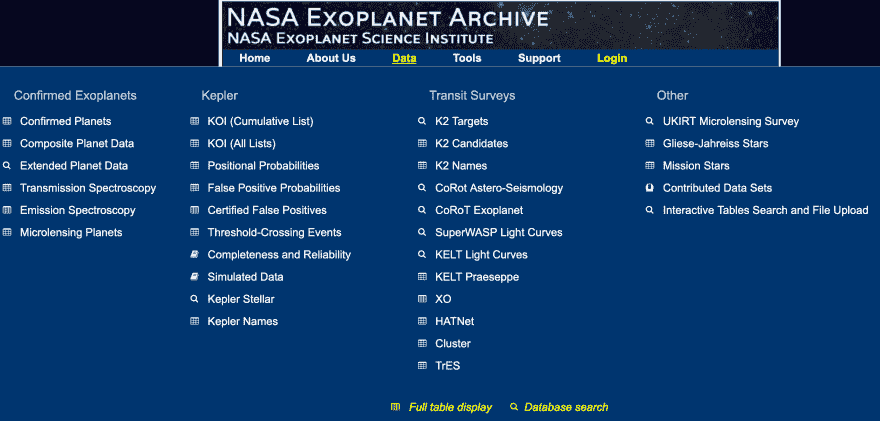 NASA EXOPLANET ARCHIVE
NASA EXOPLANET SCIENCE INSTITUTE
Home About Us Data Tools Support Login
Confirmed Exoplanets
Confirmed Planets
Composite Planet Data
Extended Planet Data
Transmission Spectroscopy
Emission Spectroscopy
Microlensing Planets
Kepler
KOI (Cumulative List)
KOI (All Lists)
Positional Probabilities
False Positive Probabilities
Certified False Positives
Threshold-Crossing Events
Completeness and Reliability
Simulated Data
Kepler Stellar
Kepler Names
Transit Surveys
K2 Targets
K2 Candidates
K2 Names
CoRot Astero-Seismology
CoRoT Exoplanet
SuperWASP Light Curves
KELT Light Curves
KELT Praeseppe
XO
HATNet
Cluster
TrES
Other
UKIRT Microlensing Survey
Gliese-Jahreiss Stars
Mission Stars
Contributed Data Sets
Interactive Tables Search and File Upload
Full table display Database search